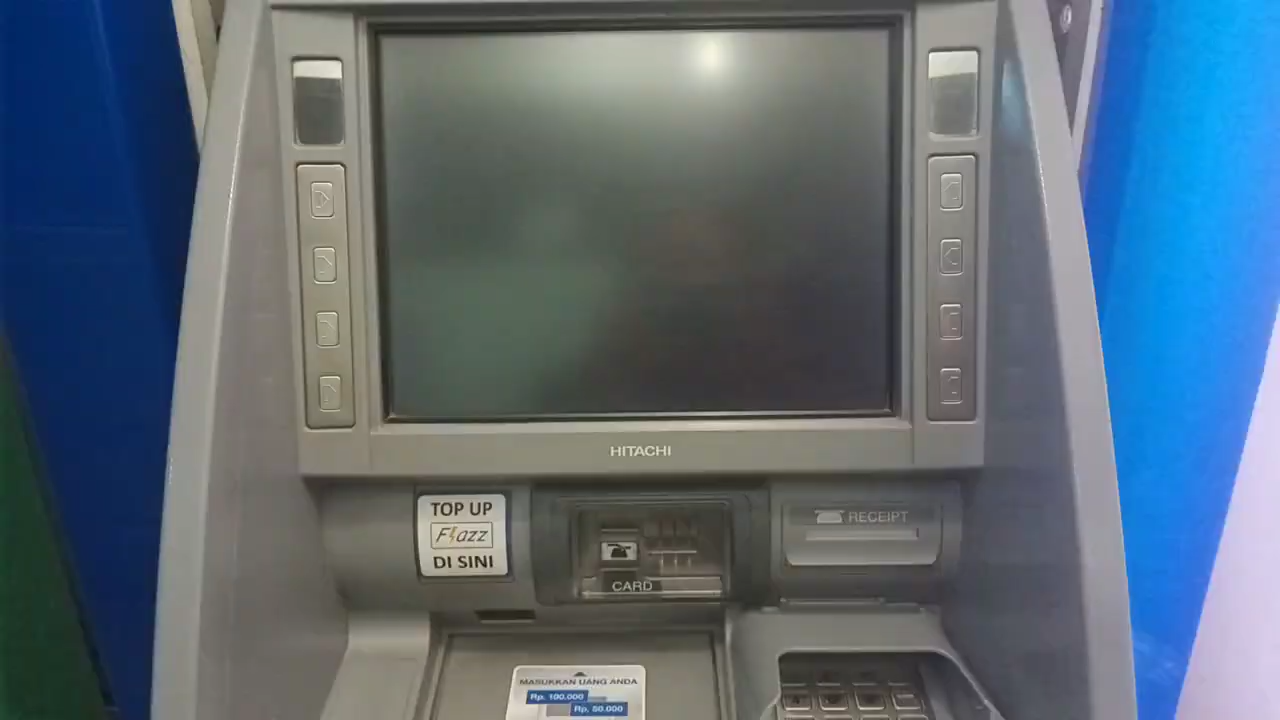 HITACHI
TOP UP
Flazz
DI SINI
CARD
RECEIPT
MASUKKAN UANG ANDA
Rp. 100.000
Rp. 50.000